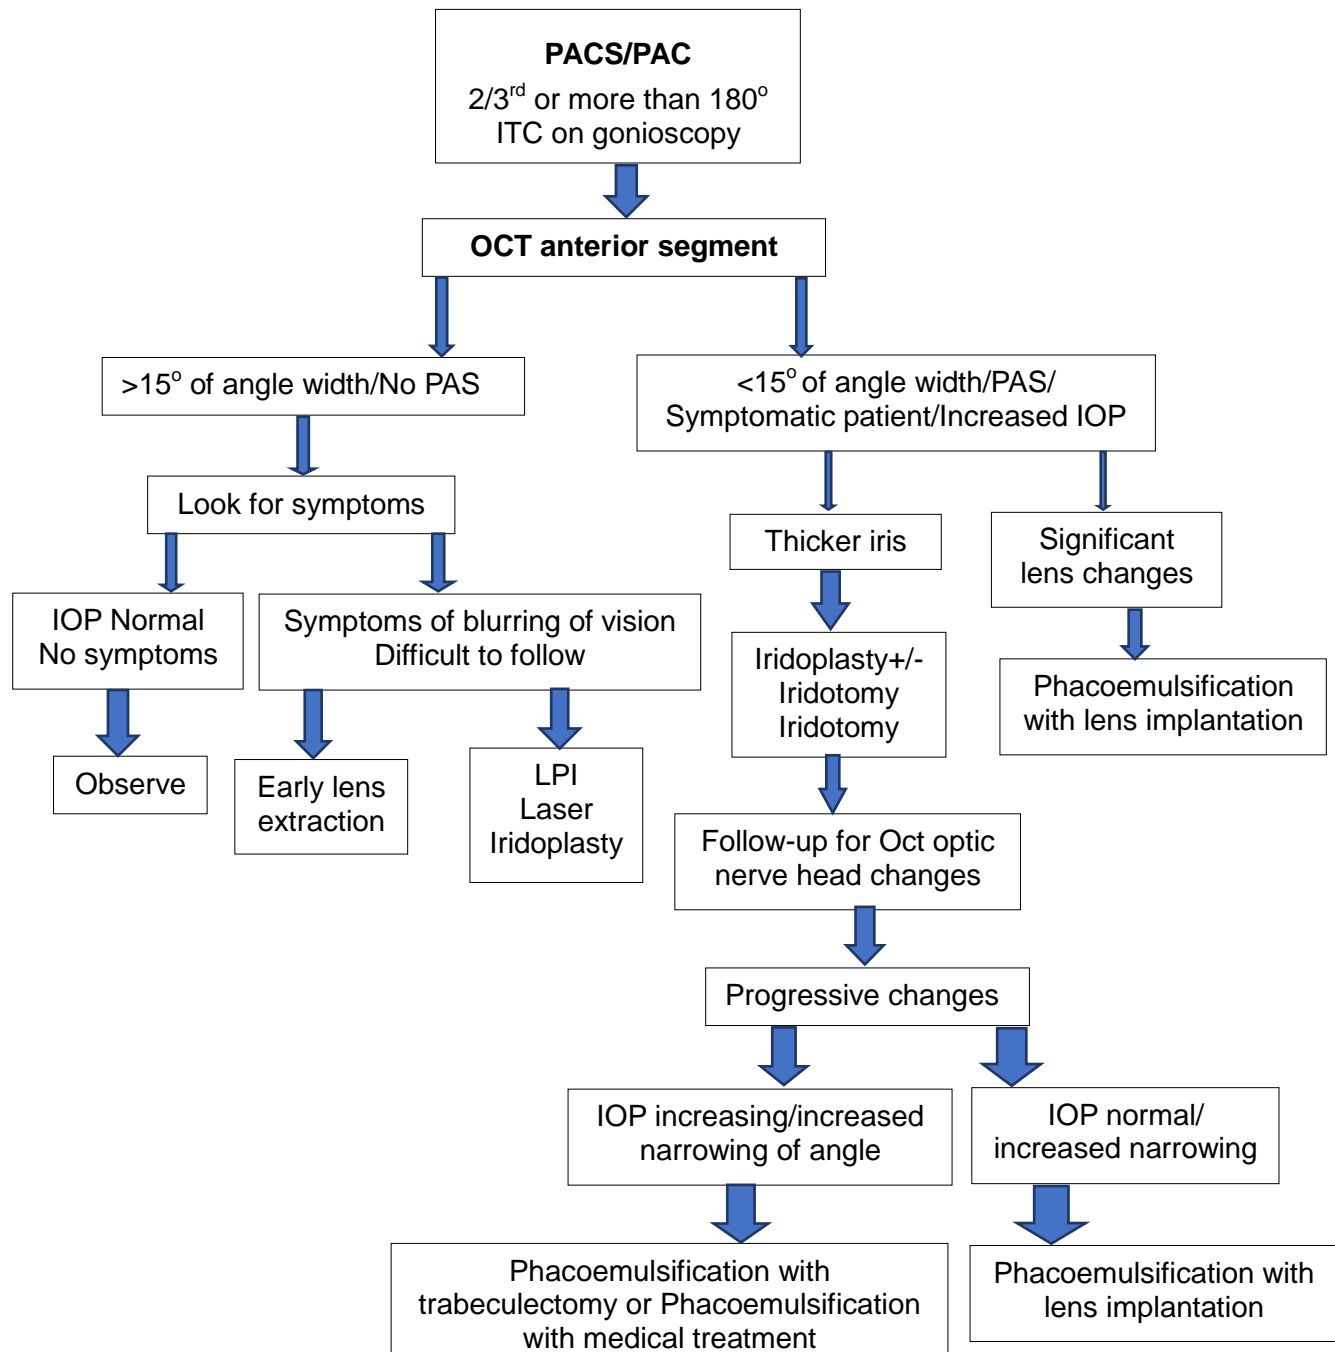 PACS/PAC
2/3rd or more than 180o
ITC on gonioscopy
OCT anterior segment
>15o of angle width/No PAS
<15o of angle width/PAS/
Symptomatic patient/Increased IOP
Look for symptoms
Thicker iris
Significant
lens changes
IOP Normal
No symptoms
Symptoms of blurring of vision
Difficult to follow
Iridoplasty+/-
Iridotomy
Iridotomy
Phacoemulsification
with lens implantation
Observe
Early lens
extraction
LPI
Laser
Iridoplasty
Follow-up for Oct optic
nerve head changes
Progressive changes
IOP increasing/increased
narrowing of angle
IOP normal/
increased narrowing
Phacoemulsification with
trabeculectomy or Phacoemulsification
with medical treatment
Phacoemulsification with
lens implantation